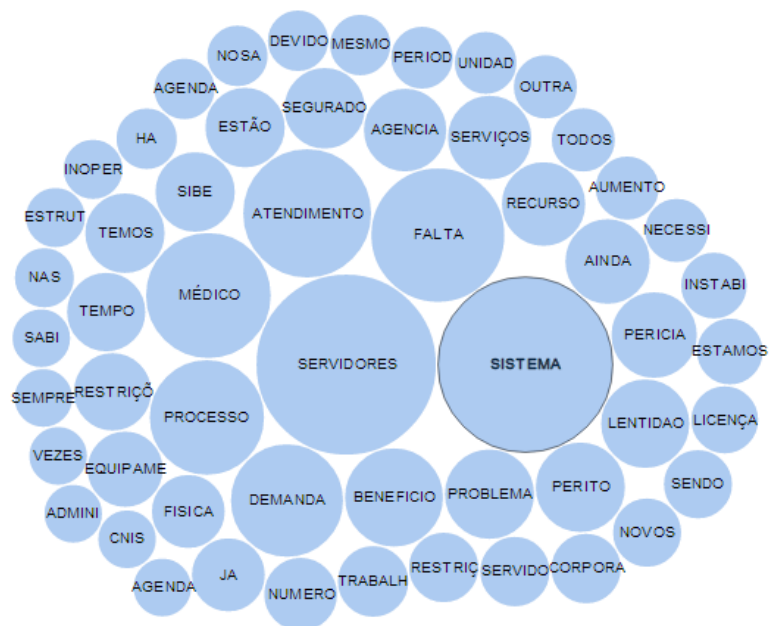 DEVIDO
MESMO
NOSA
PERIOD
UNIDAD
OUTRA
AGENDA
SEGURADO
ESTÃO
AGENCIA
SERVIÇOS
TODOS
HA
INOPER
SIBE
ATENDIMENTO
FALTA
RECURSO
AUMENTO
ESTRUT
TEMOS
NECESSI
NAS
MÉDICO
AINDA
INSTABI
TEMPO
SABI
PERICIA
ESTAMOS
SERVIDORES
SISTEMA
SEMPRE
RESTRIÇÕ
PROCESSO
LENTIDAO
LICENÇA
VEZES
EQUIPAME
DEMANDA
BENEFICIO
PROBLEMA
PERITO
SENDO
ADMINI
FISICA
CNIS
NOVOS
AGENDA
JA
NUMERO
TRABALH
RESTRIÇ
SERVIDO
CORPORA